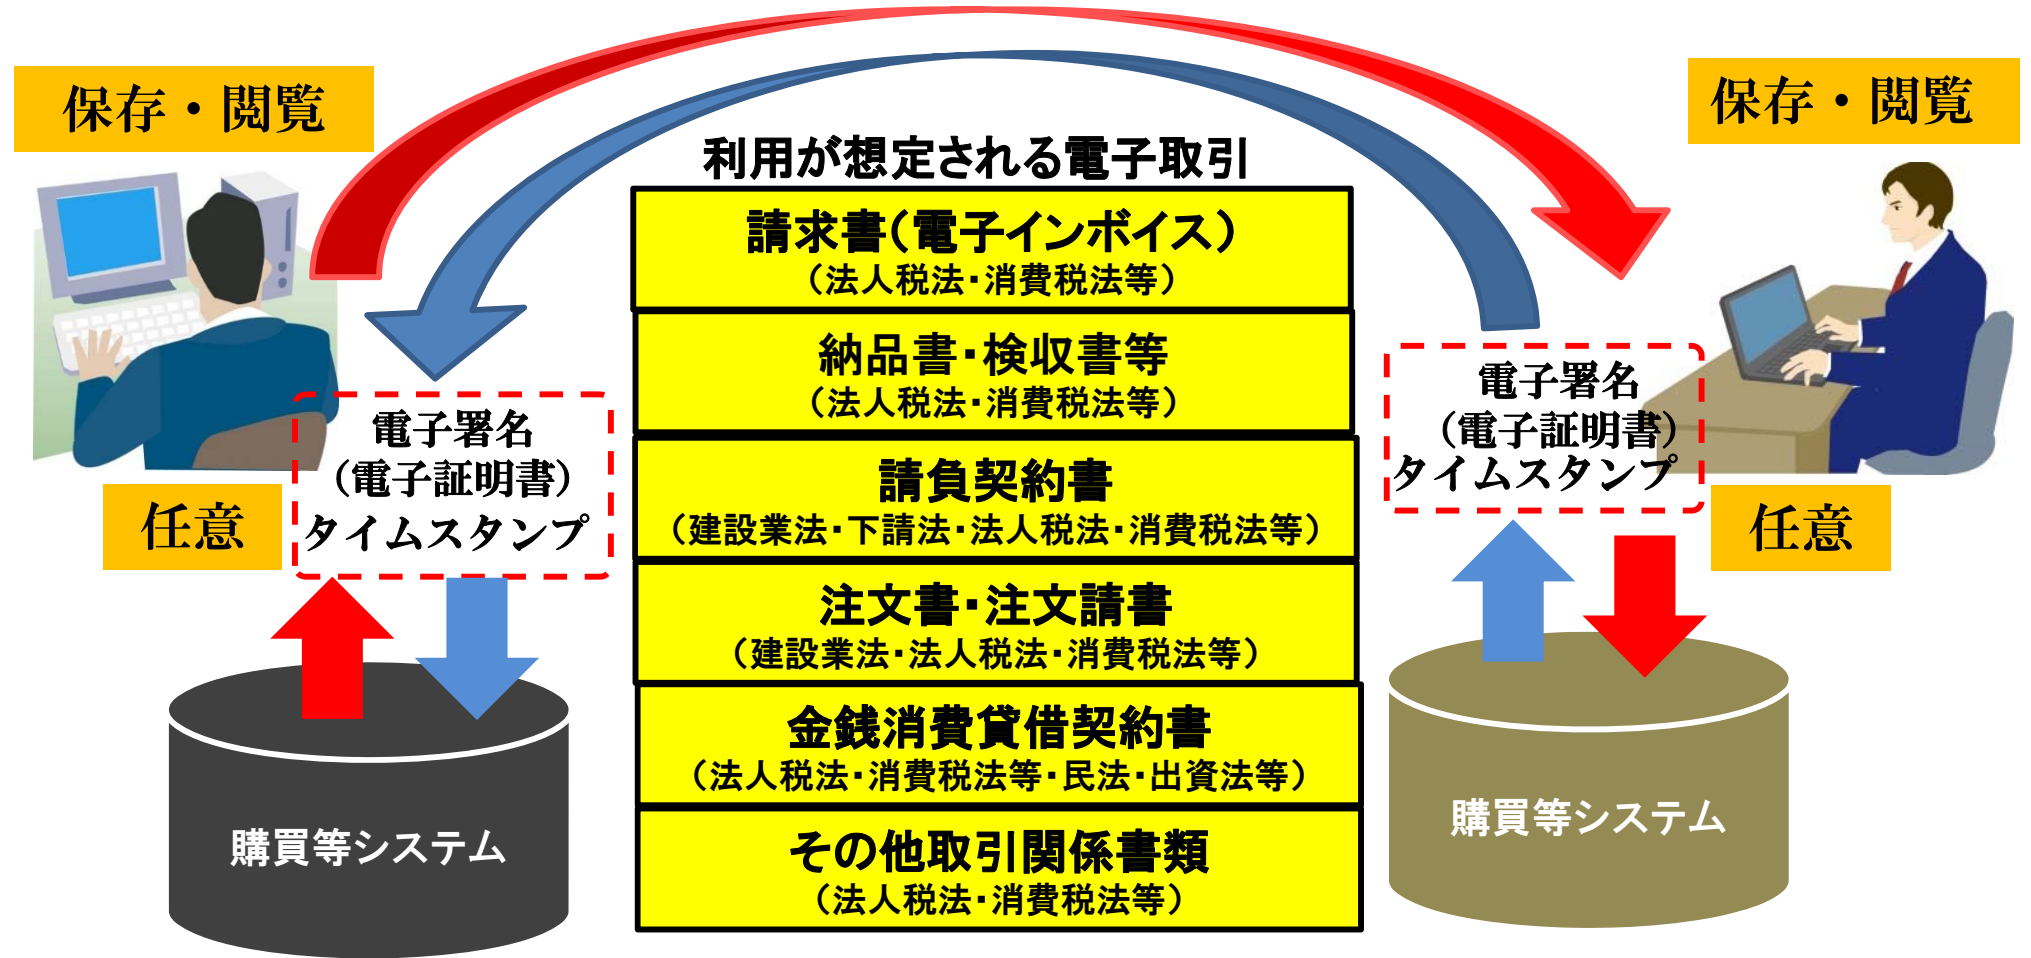 保存・閲覧
保存・閲覧
利用が想定される電子取引
請求書(電子インボイス)
(法人税法・消費税法等)
納品書・検収書等
(法人税法・消費税法等)
請負契約書
(建設業法・下請法・法人税法・消費税法等)
注文書・注文請書
(建設業法・法人税法・消費税法等)
金銭消費貸借契約書
(法人税法・消費税法等・民法・出資法等)
その他取引関係書類
(法人税法・消費税法等)
電子署名
(電子証明書)
タイムスタンプ
任意
購買等システム
電子署名
(電子証明書)
タイムスタンプ
任意
購買等システム